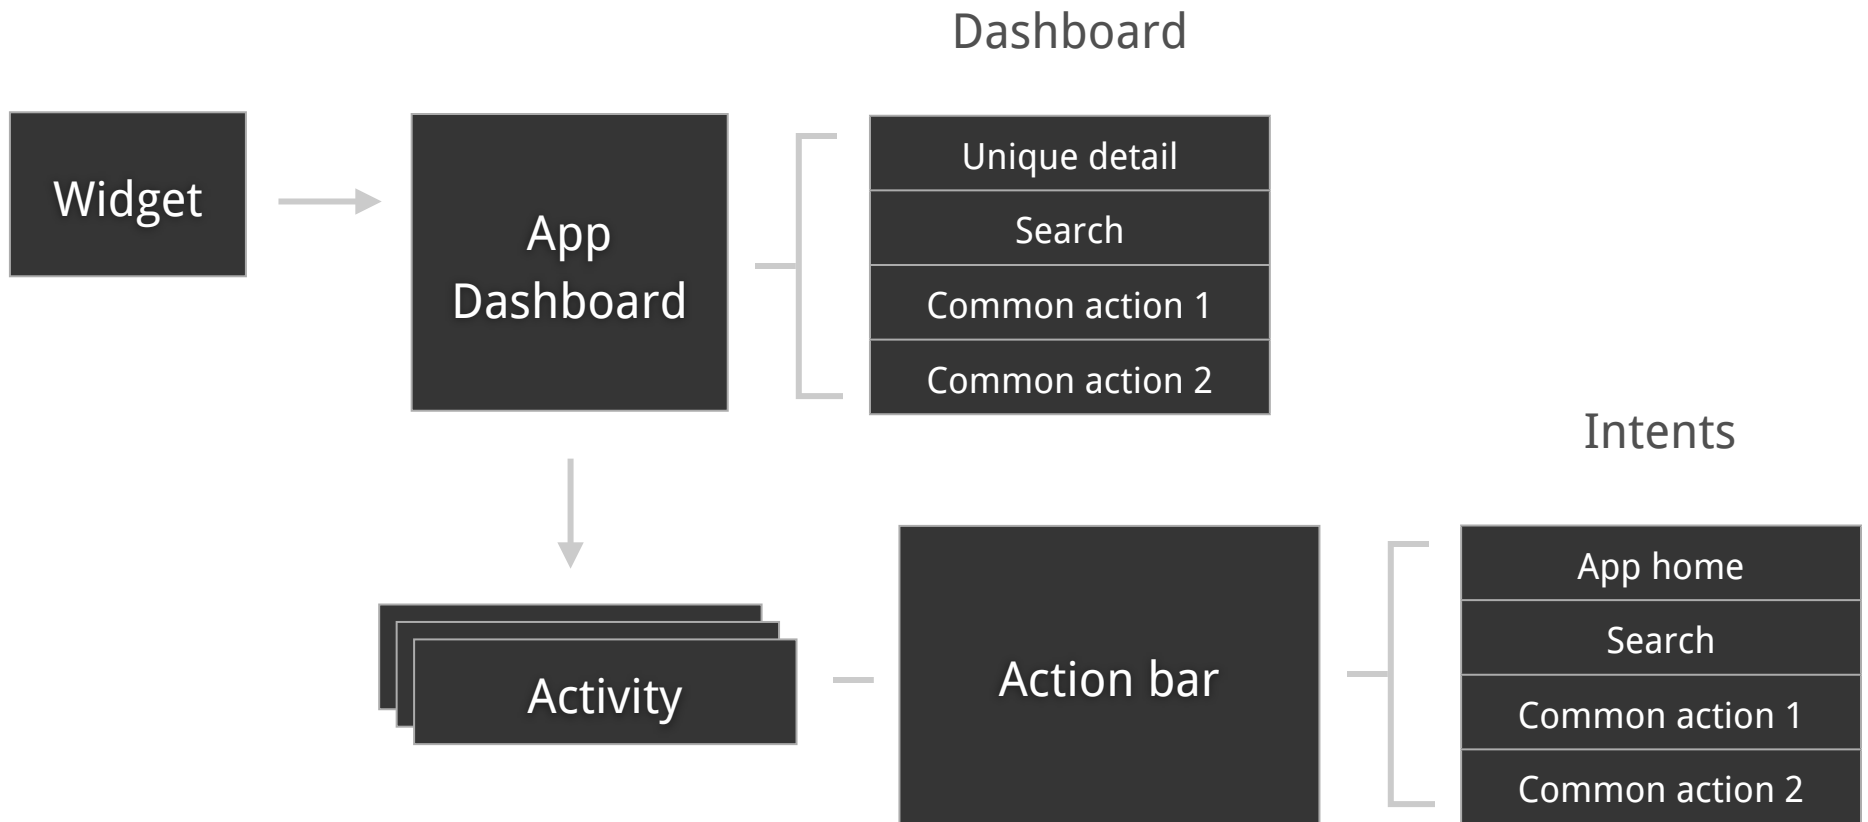 Dashboard
Widget
App
Dashboard
Unique detail
Search
Common action 1
Common action 2
Intents
Activity
Action bar
App home
Search
Common action 1
Common action 2